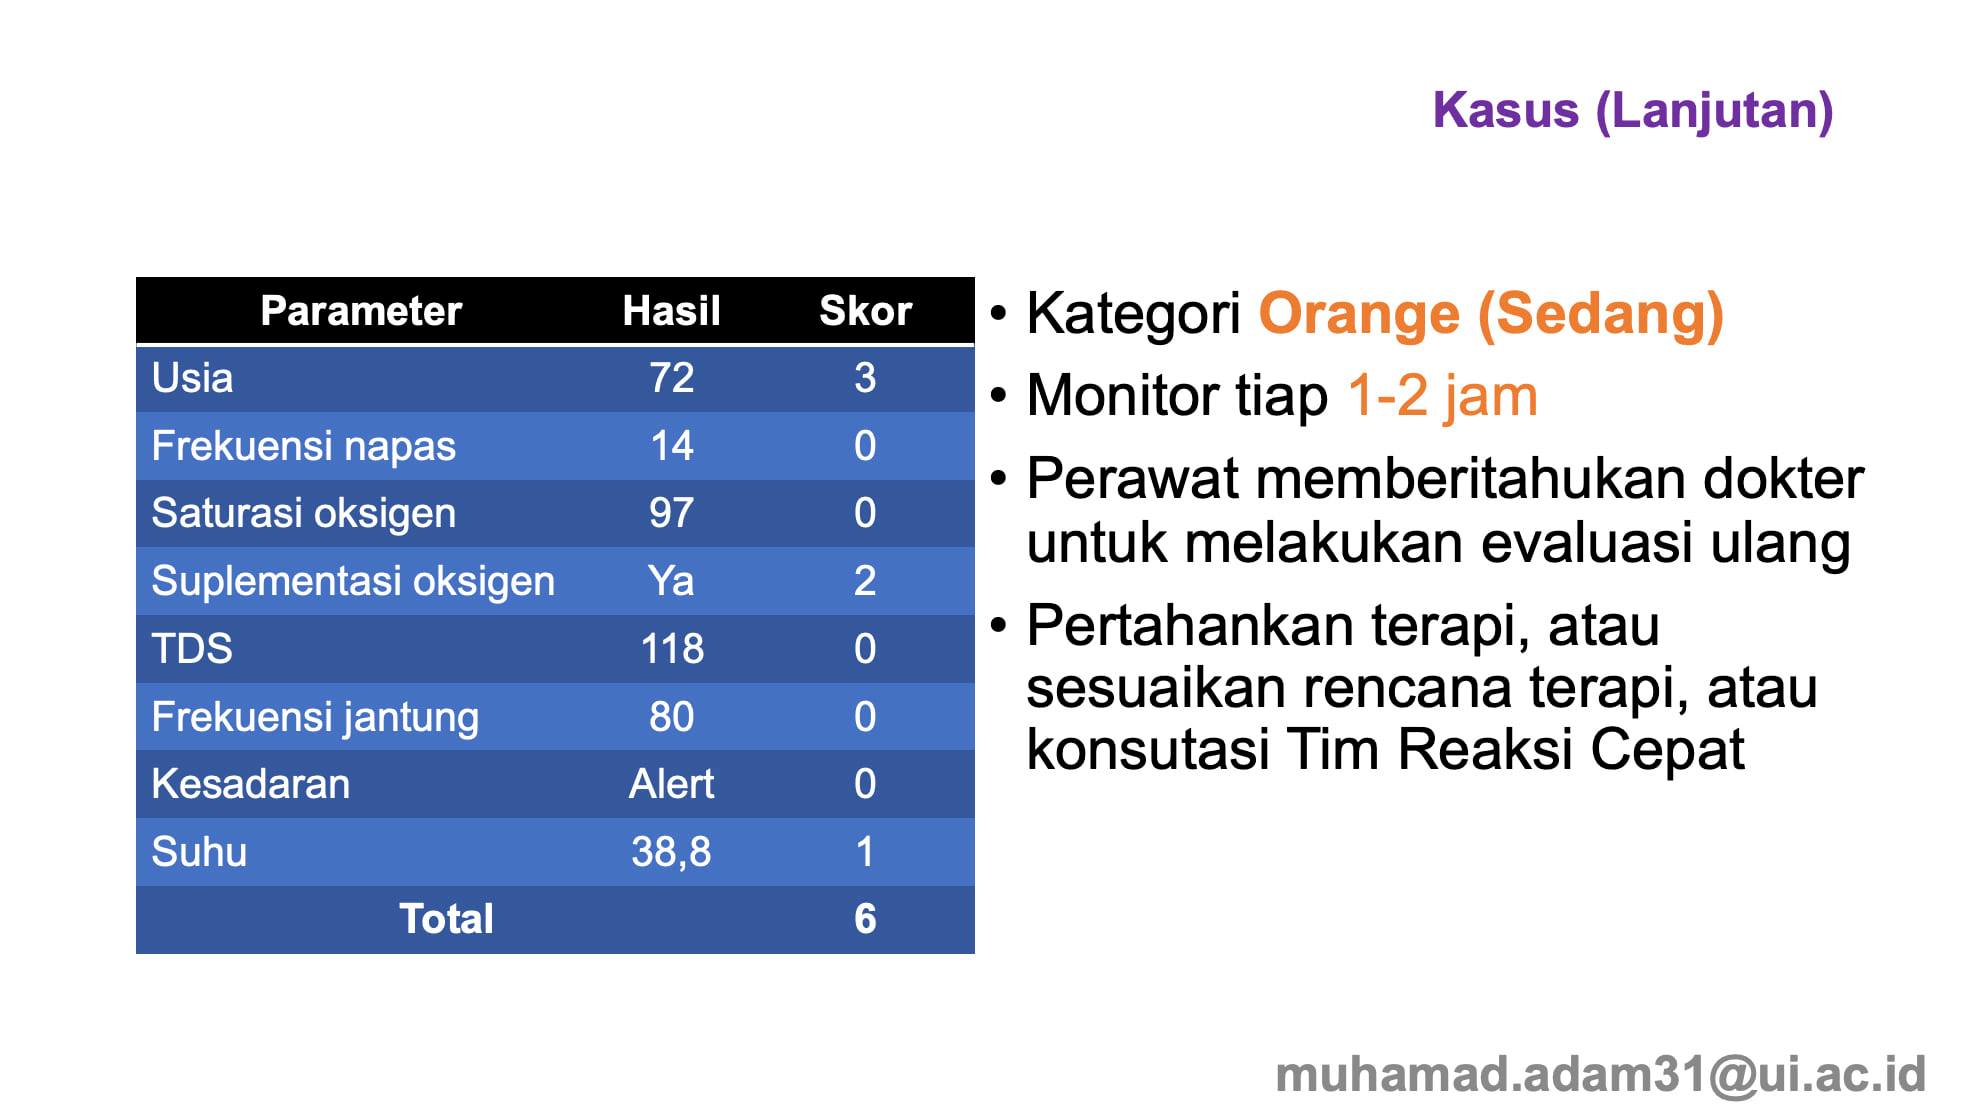 Kasus (Lanjutan)
Parameter Hasil Skor
Usia 72 3
Frekuensi napas 14 0
Saturasi oksigen 97 0
Suplementasi oksigen Ya 2
TDS 118 0
Frekuensi jantung 80 0
Kesadaran Alert 0
Suhu 38,8 1
Total 6
• Kategori Orange (Sedang)
• Monitor tiap 1-2 jam
• Perawat memberitahukan dokter
untuk melakukan evaluasi ulang
• Pertahankan terapi, atau
sesuaikan rencana terapi, atau
konsutasi Tim Reaksi Cepat
muhamad.adam31@ui.ac.id